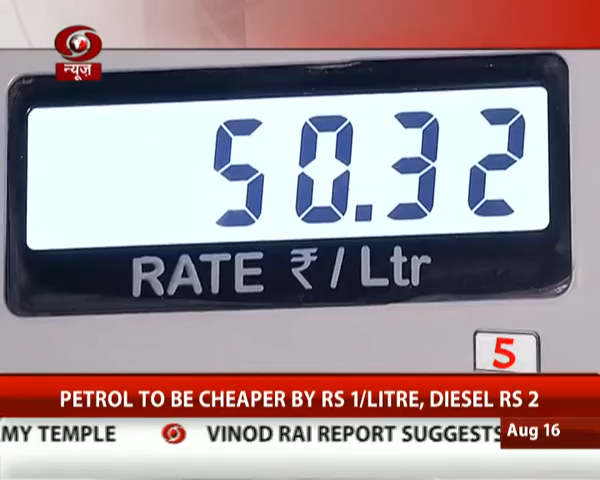 न्यूज़
50.32
RATE ₹/Ltr
5
PETROL TO BE CHEAPER BY RS 1/LITRE, DIESEL RS 2
MY TEMPLE VINOD RAI REPORT SUGGESTS
Aug 16